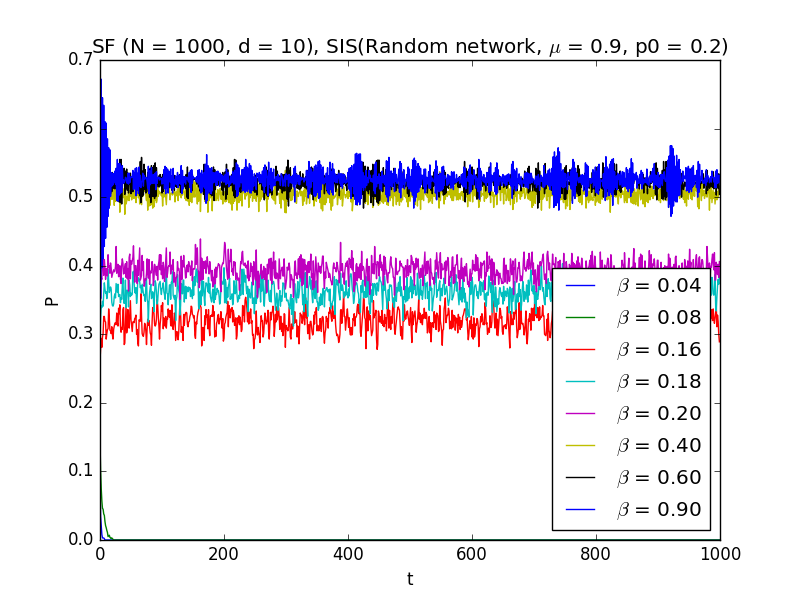 SF (N = 1000, d = 10), SIS(Random network, μ = 0.9, p0 = 0.2)
0.7
0.6
0.5
0.4
0.3
0.2
0.1
0.0
P
β = 0.04
β = 0.08
β = 0.16
β = 0.18
β = 0.20
β = 0.40
β = 0.60
β = 0.90
0 200 400 600 800 1000
t